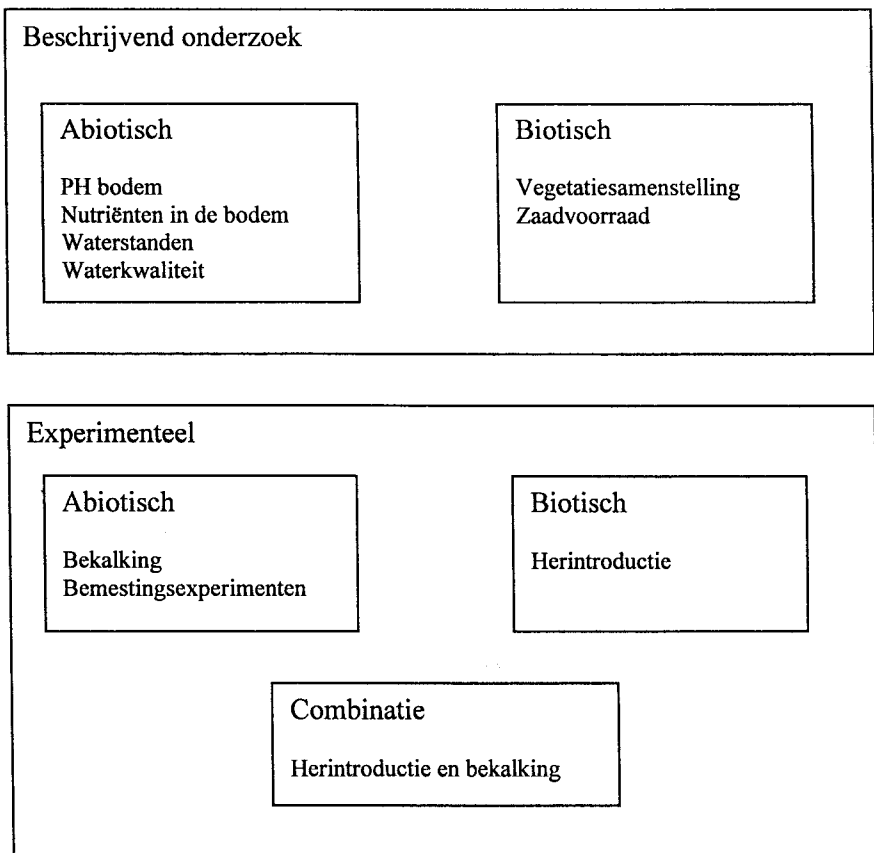 Beschrijvend onderzoek
Abiotisch
PH bodem
Nutriënten in de bodem
Waterstanden
Waterkwaliteit
Biotisch
Vegetatiesamenstelling
Zaadvoorraad
Experimenteel
Abiotisch
Bekalking
Bemestingsexperimenten
Biotisch
Herintroductie
Combinatie
Herintroductie en bekalking